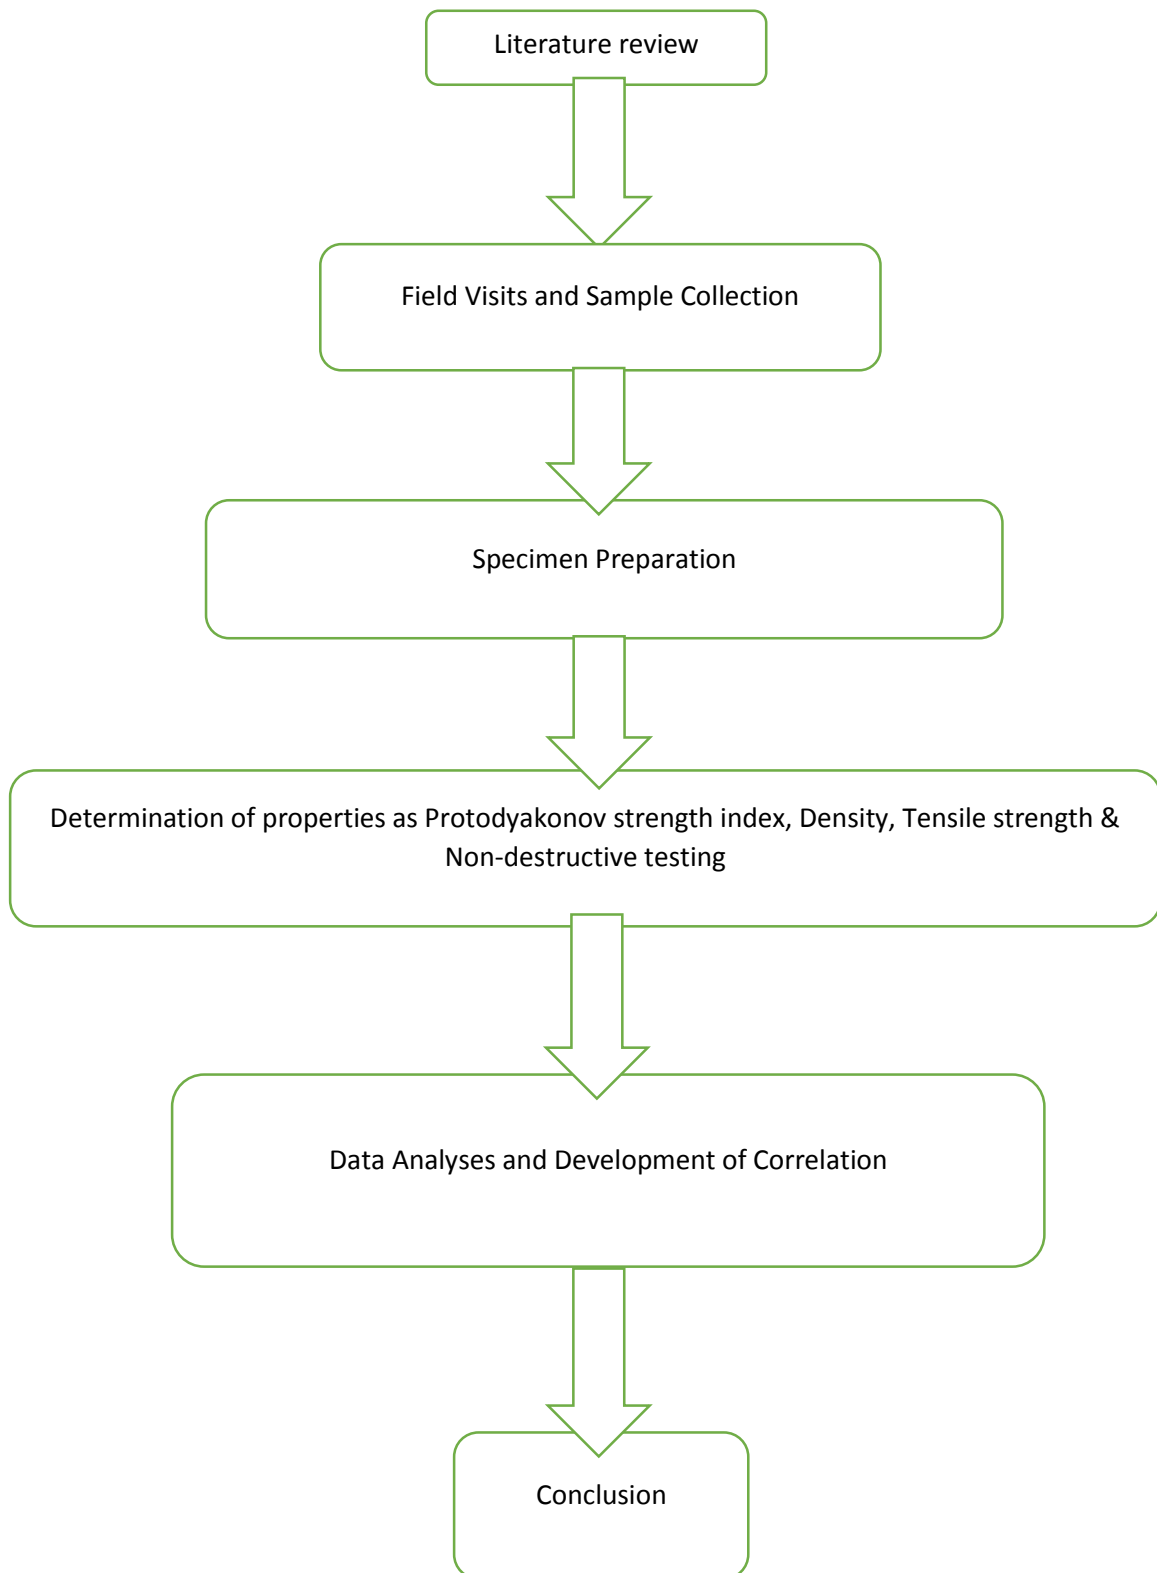 Literature review
Field Visits and Sample Collection
Specimen Preparation
Determination of properties as Protodyakonov strength index, Density, Tensile strength &
Non-destructive testing
Data Analyses and Development of Correlation
Conclusion